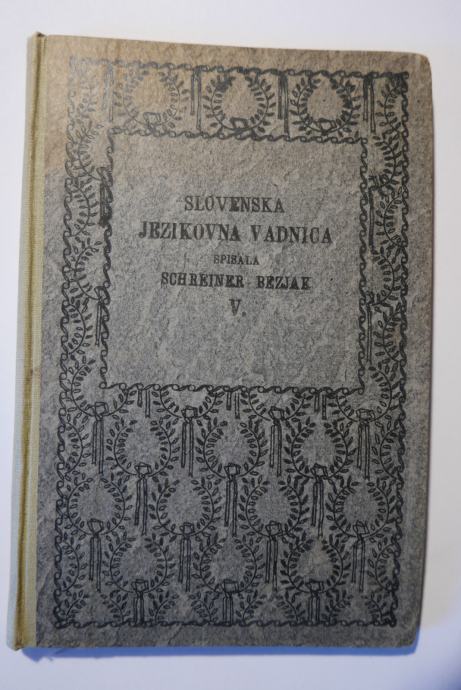 SLOVENSKA
JEZIKOVNA VADNICA
SPISALA
SCHREINER - BEZJAK
V.